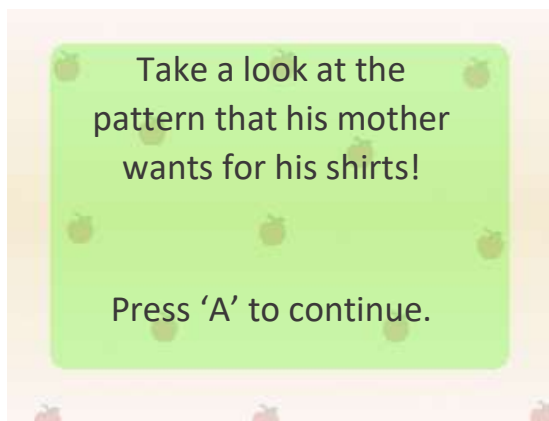 Take a look at the
pattern that his mother
wants for his shirts!
Press ‘A’ to continue.